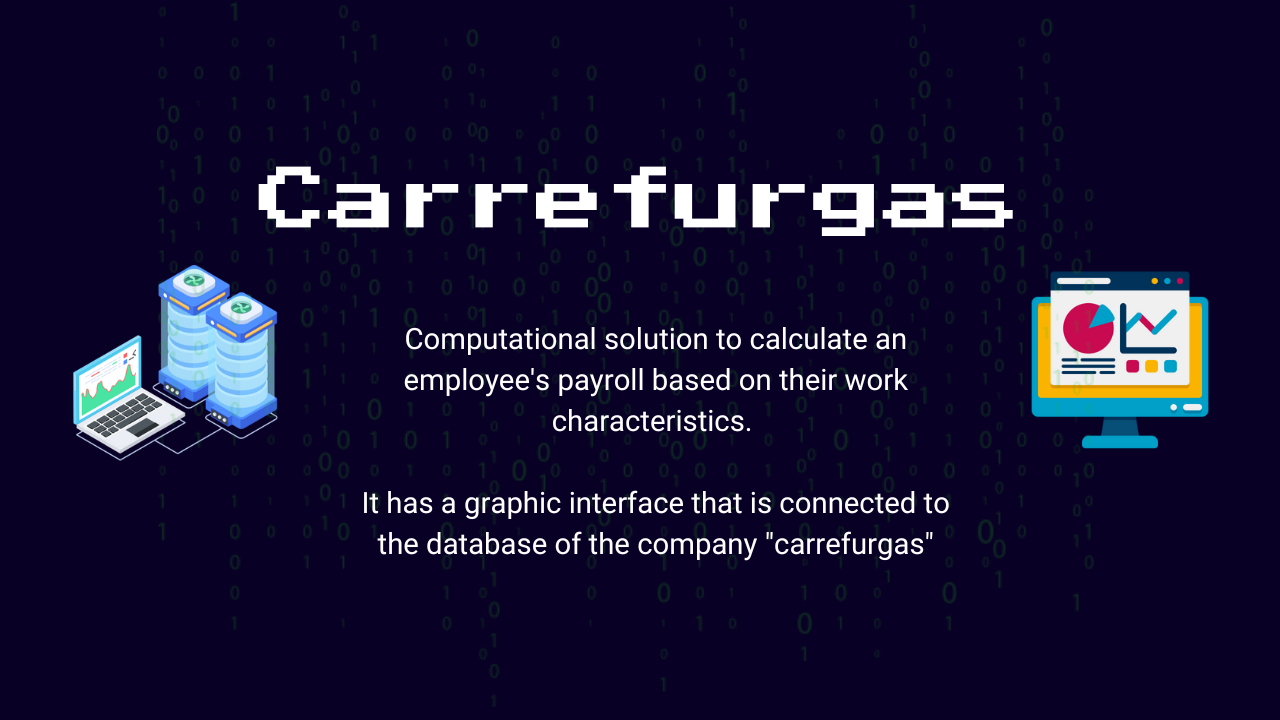 Carrefurgas
Computational solution to calculate an
employee's payroll based on their work
characteristics.
It has a graphic interface that is connected to
the database of the company "carrefurgas"